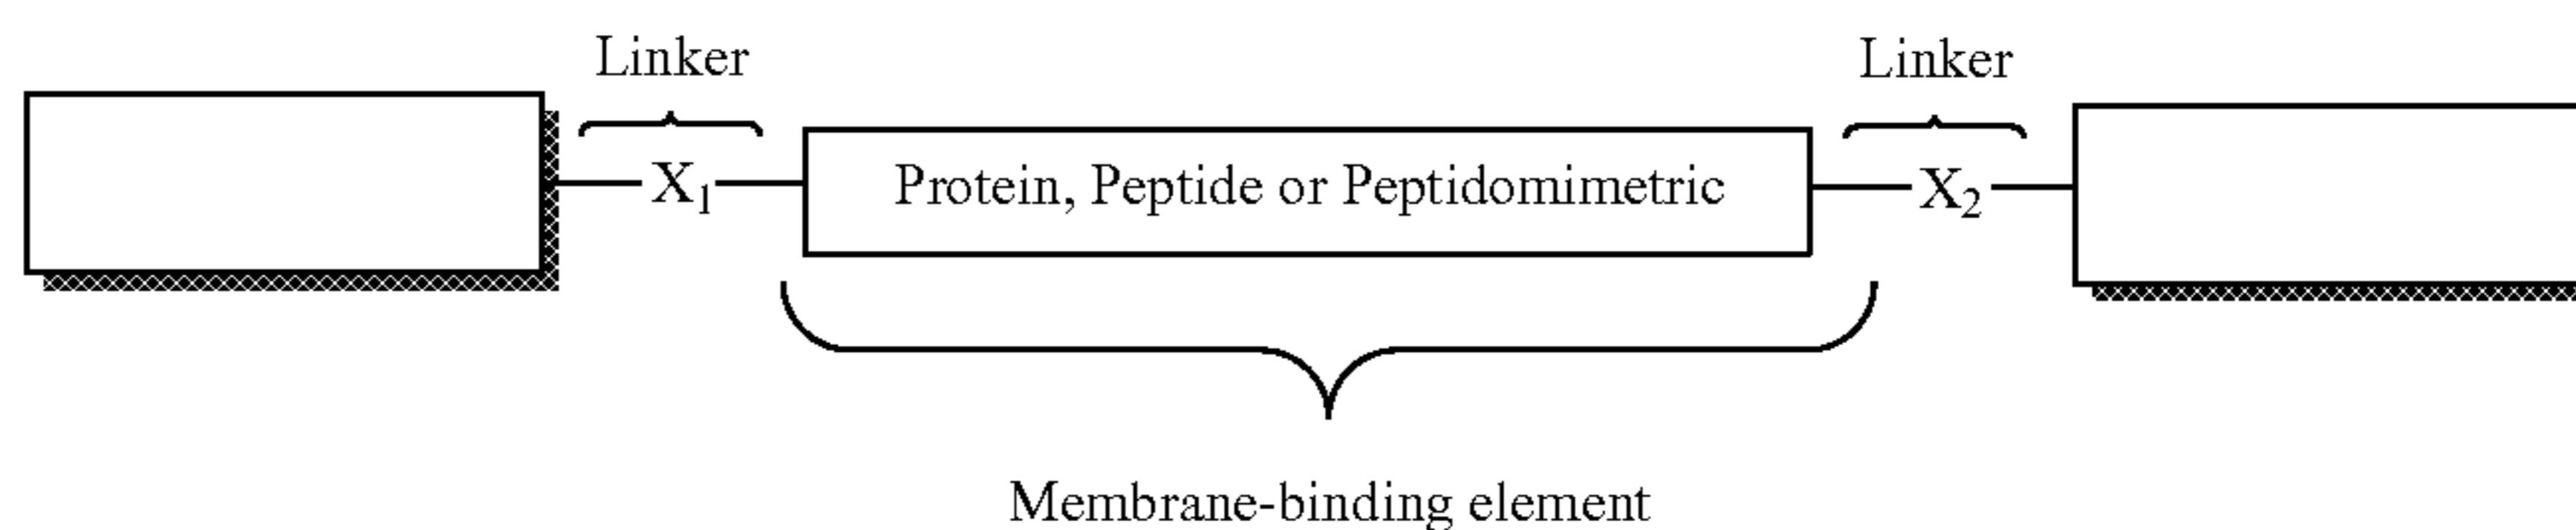 Linker
Linker
X₁
Protein, Peptide or Peptidomimetric
X₂
Membrane-binding element